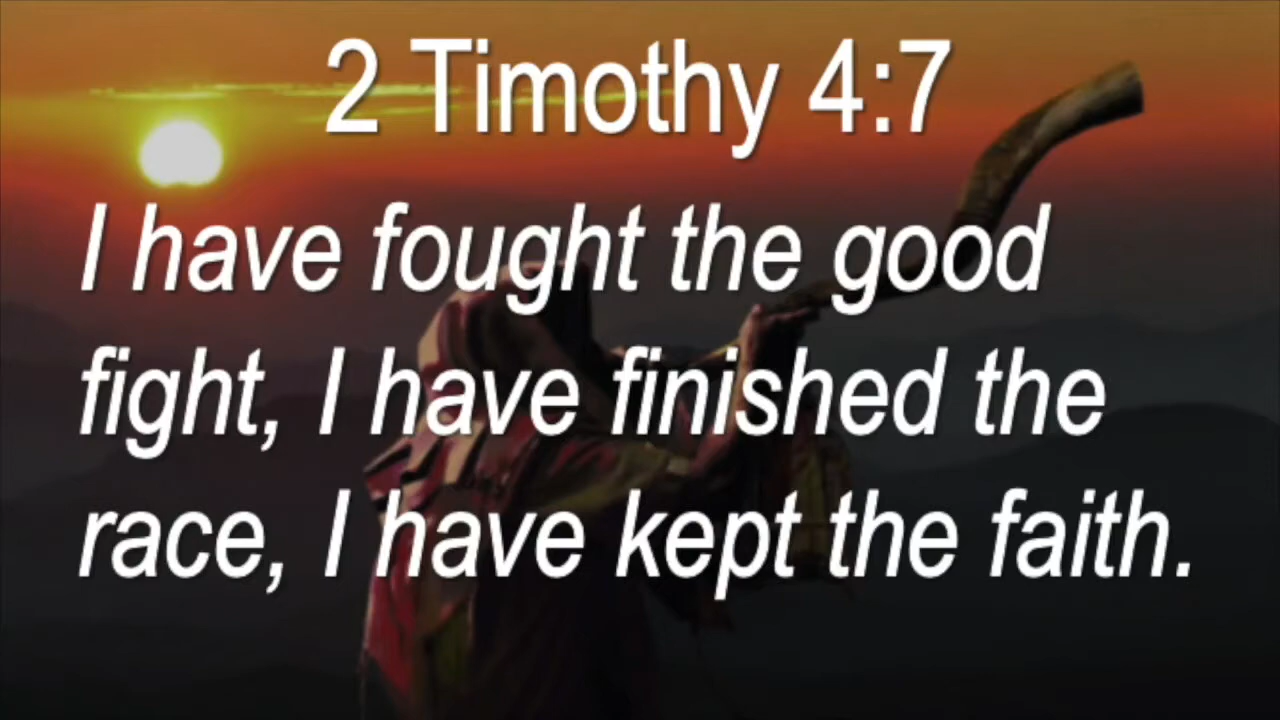 2 Timothy 4:7
I have fought the good
fight, I have finished the
race, I have kept the faith.